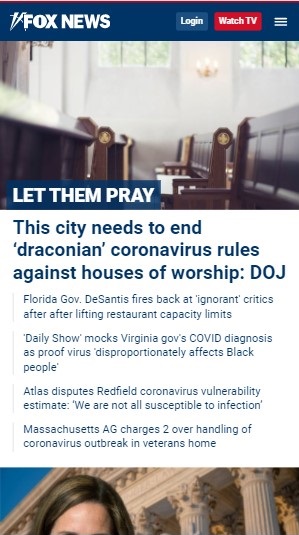 FOX NEWS
Login
Watch TV
LET THEM PRAY
This city needs to end
‘draconian’ coronavirus rules
against houses of worship: DOJ
Florida Gov. DeSantis fires back at 'ignorant' critics
after after lifting restaurant capacity limits
'Daily Show' mocks Virginia gov's COVID diagnosis
as proof virus 'disproportionately affects Black
people'
Atlas disputes Redfield coronavirus vulnerability
estimate: ‘We are not all susceptible to infection’
Massachusetts AG charges 2 over handling of
coronavirus outbreak in veterans home